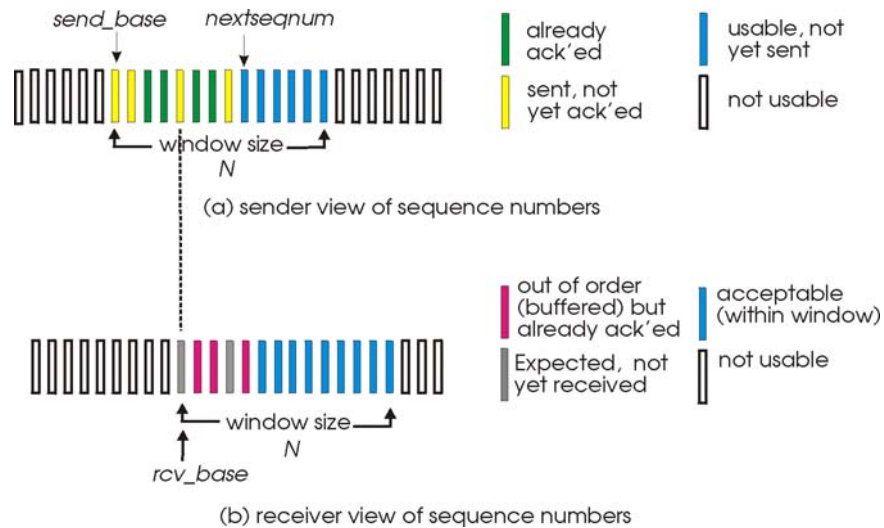 send_base
nextseqnum
already
ack'ed
usable, not
yet sent
sent, not
yet ack'ed
not usable
window size
N
(a) sender view of sequence numbers
out of order
(buffered) but
already ack'ed
acceptable
(within window)
Expected, not
yet received
not usable
window size
N
rcv_base
(b) receiver view of sequence numbers